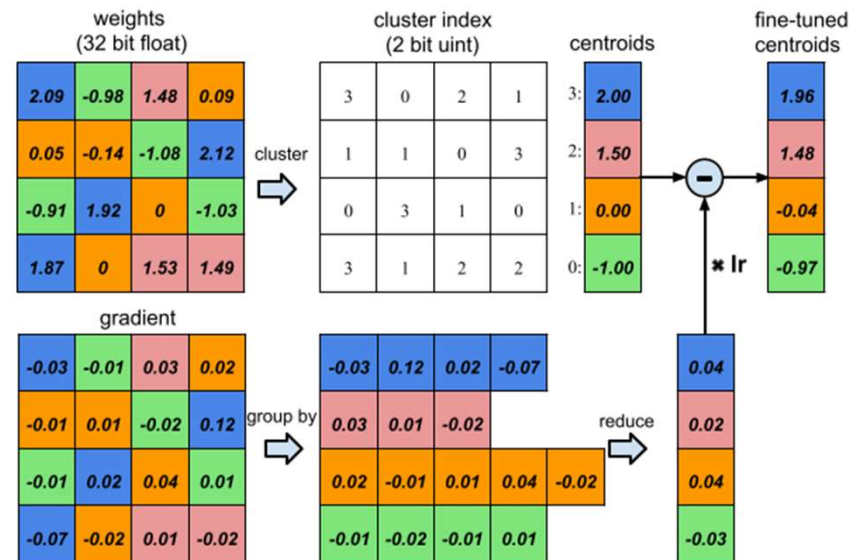 weights
(32 bit float)
cluster index
(2 bit uint)
centroids
fine-tuned
centroids
2.09 -0.98 1.48 0.09
3 0 2 1
3: 2.00
1.96
0.05 -0.14 -1.08 2.12
cluster
1 1 0 3
2: 1.50
-
1.48
-0.91 1.92 0 -1.03
0 3 1 0
1: 0.00
-0.04
1.87 0 1.53 1.49
3 1 2 2
0: -1.00
× lr
-0.97
gradient
-0.03 -0.01 0.03 0.02
-0.03 0.12 0.02 -0.07
0.04
-0.01 0.01 -0.02 0.12
group by
0.03 0.01 -0.02
reduce
0.02
-0.01 0.02 0.04 0.01
0.02 -0.01 0.01 0.04 -0.02
0.04
-0.07 -0.02 0.01 -0.02
-0.01 -0.02 -0.01 0.01
-0.03